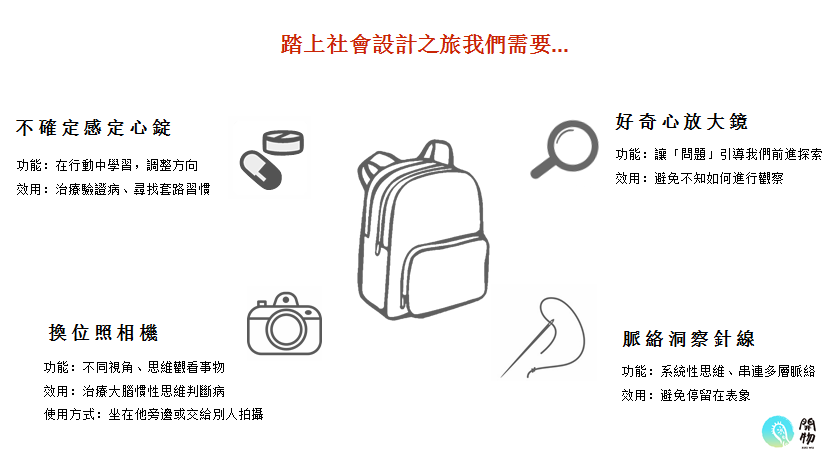 踏上社會設計之旅我們需要...
不確定感定心錠
功能：在行動中學習，調整方向
效用：治療驗證病、尋找套路習慣
好奇心放大鏡
功能：讓「問題」引導我們前進探索
效用：避免不知如何進行觀察
換位照相機
功能：不同視角、思維觀看事物
效用：治療大腦慣性思維判斷病
使用方式：坐在他旁邊或交給別人拍攝
脈絡洞察針線
功能：系統性思維、串連多層脈絡
效用：避免停留在表象
開物